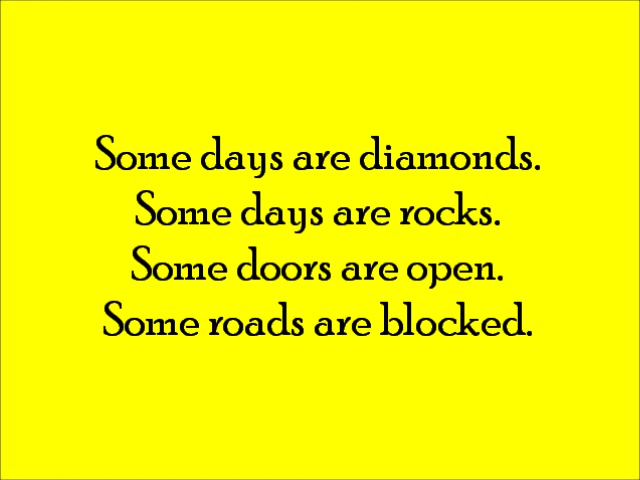 Some days are diamonds.
Some days are rocks.
Some doors are open.
Some roads are blocked.